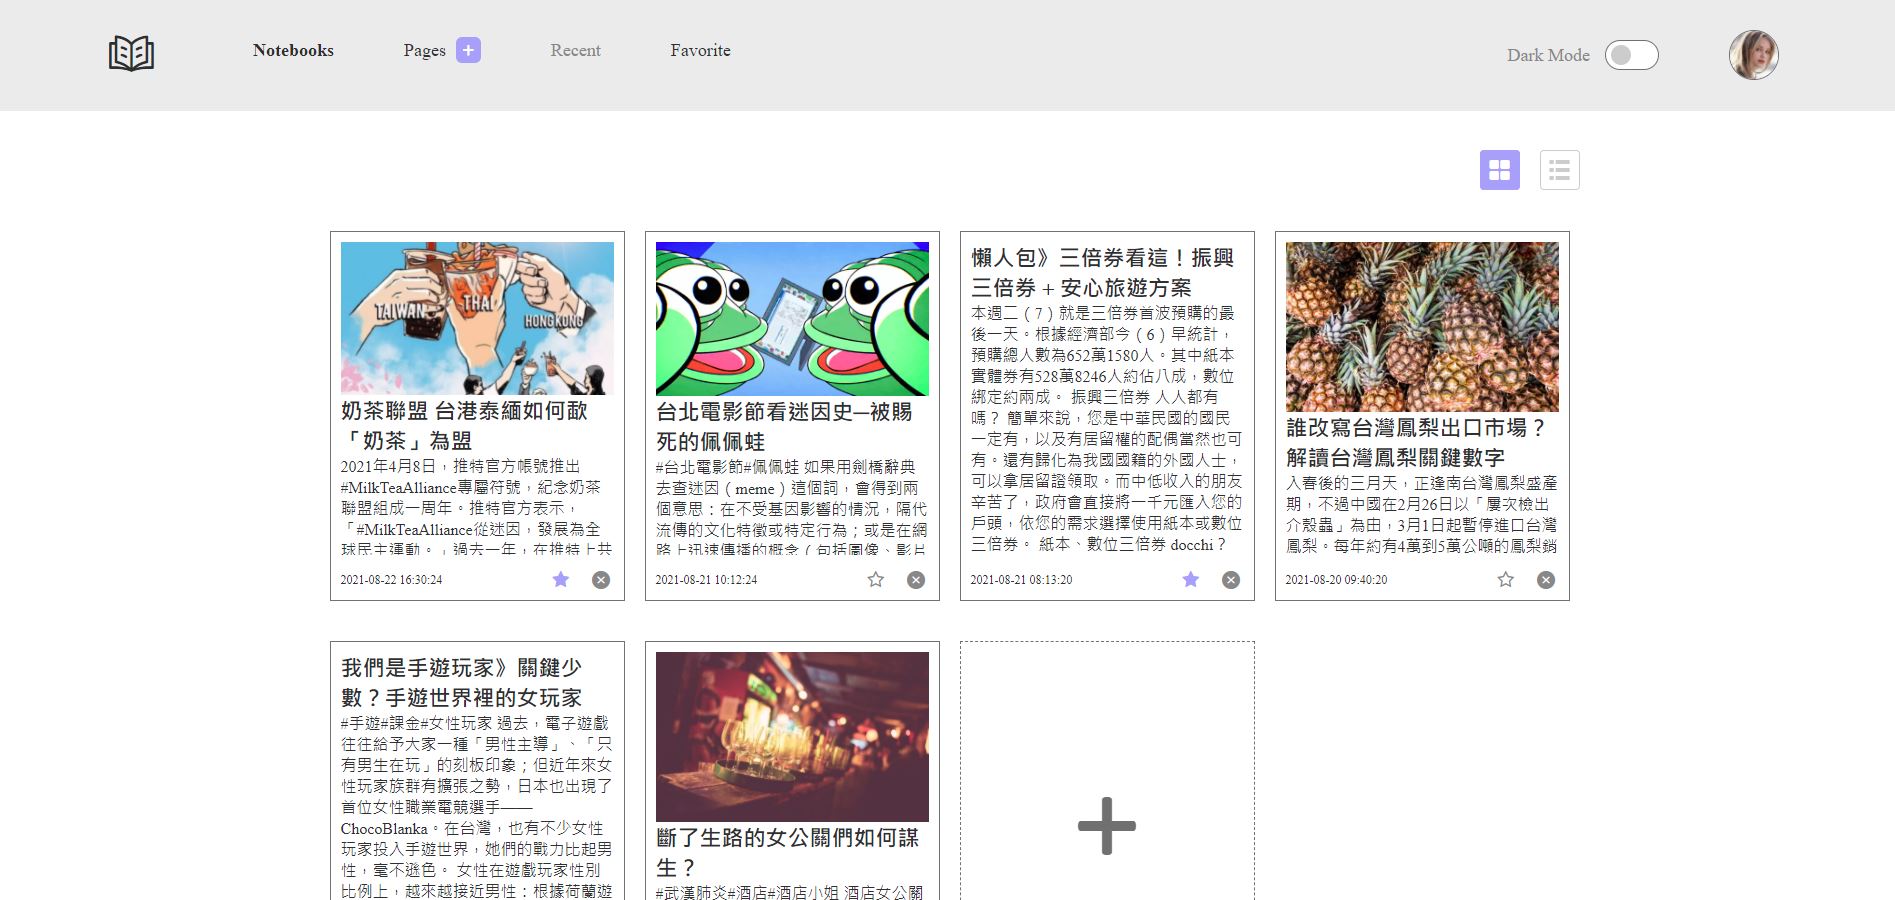 Notebooks
Pages
Recent
Favorite
Dark Mode
TAIWAN
THAI
HONG KONG
奶茶聯盟 台港泰緬如何歃
「奶茶」為盟
2021年4月8日，推特官方帳號推出
#MilkTeaAlliance專屬符號，紀念奶茶
聯盟組成一周年。推特官方表示，
「#MilkTeaAlliance從迷因，發展為全
球民主運動。」過去一年，在推特上共
2021-08-22 16:30:24
台北電影節看迷因史─被賜
死的佩佩蛙
#台北電影節#佩佩蛙 如果用劍橋辭典
去查迷因（meme）這個詞，會得到兩
個意思：在不受基因影響的情況，隔代
流傳的文化特徵或特定行為；或是在網
路上迅速傳播的概念（包括圖像、影片
2021-08-21 10:12:24
懶人包》三倍券看這！振興
三倍券 + 安心旅遊方案
本週二（7）就是三倍券首波預購的最
後一天。根據經濟部今（6）早統計，
預購總人數為652萬1580人。其中紙本
實體券有528萬8246人約佔八成，數位
綁定約兩成。 振興三倍券 人人都有
嗎？ 簡單來說，您是中華民國的國民
一定有，以及有居留權的配偶當然也可
有。還有歸化為我國國籍的外國人士，
可以拿居留證領取。而中低收入的朋友
辛苦了，政府會直接將一千元匯入您的
戶頭，依您的需求選擇使用紙本或數位
三倍券。 紙本、數位三倍券 docchi？
2021-08-21 08:13:20
誰改寫台灣鳳梨出口市場？
解讀台灣鳳梨關鍵數字
入春後的三月天，正逢南台灣鳳梨盛產
期，不過中國在2月26日以「屢次檢出
介殼蟲」為由，3月1日起暫停進口台灣
鳳梨。每年約有4萬到5萬公噸的鳳梨銷
2021-08-20 09:40:20
我們是手遊玩家》關鍵少
數？手遊世界裡的女玩家
#手遊#課金#女性玩家 過去，電子遊戲
往往給予大家一種「男性主導」、「只
有男生在玩」的刻板印象；但近年來女
性玩家族群有擴張之勢，日本也出現了
首位女性職業電競選手——
ChocoBlanka。在台灣，也有不少女性
玩家投入手遊世界，她們的戰力比起男
性，毫不遜色。 女性在遊戲玩家性別
比例上，越來越接近男性：根據荷蘭遊
斷了生路的女公關們如何謀
生？
#武漢肺炎#酒店#酒店小姐 酒店女公關